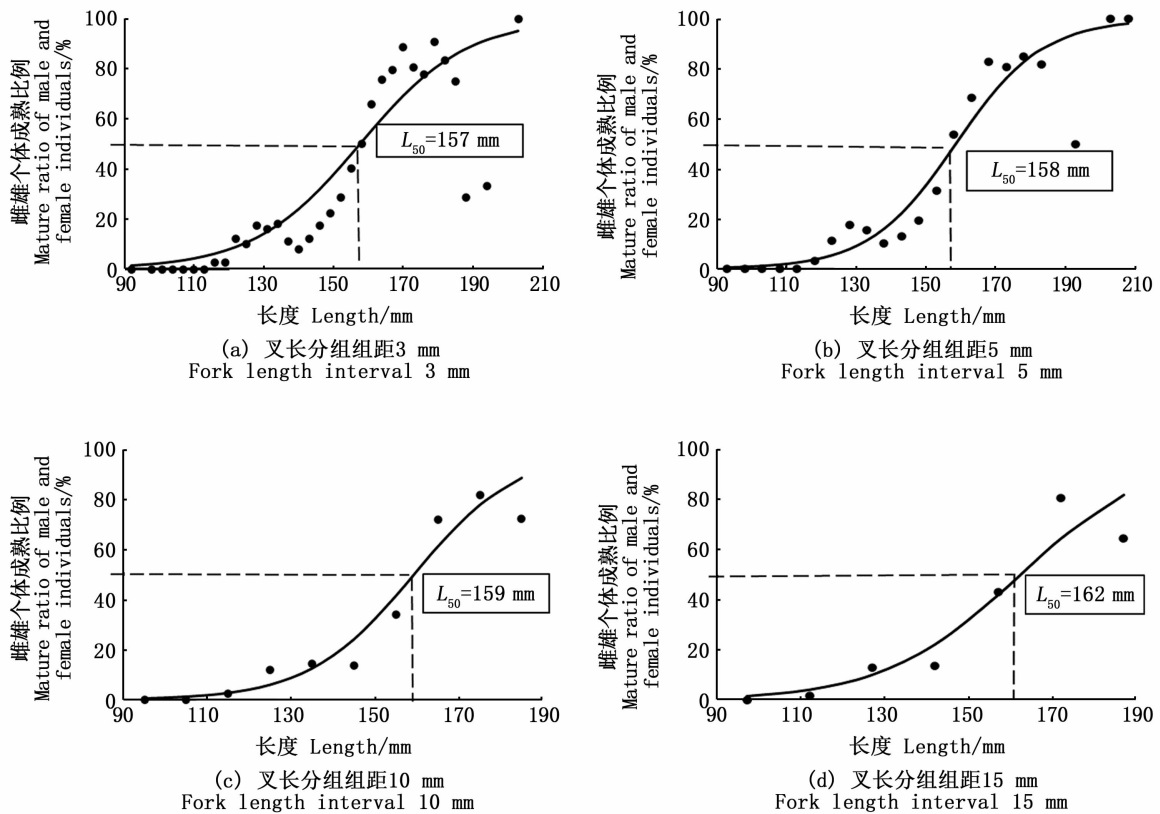 雌雄个体成熟比例
Mature ratio of male and
female individuals/%
100
80
60
40
20
0
L50=157 mm
90
110
130
150
170
190
210
长度 Length/mm
(a) 叉长分组组距3 mm
Fork length interval 3 mm
雌雄个体成熟比例
Mature ratio of male and
female individuals/%
100
80
60
40
20
0
L50=158 mm
90
110
130
150
170
190
210
长度 Length/mm
(b) 叉长分组组距5 mm
Fork length interval 5 mm
雌雄个体成熟比例
Mature ratio of male and
female individuals/%
100
80
60
40
20
0
L50=159 mm
90
110
130
150
170
190
长度 Length/mm
(c) 叉长分组组距10 mm
Fork length interval 10 mm
雌雄个体成熟比例
Mature ratio of male and
female individuals/%
100
80
60
40
20
0
L50=162 mm
90
110
130
150
170
190
长度 Length/mm
(d) 叉长分组组距15 mm
Fork length interval 15 mm